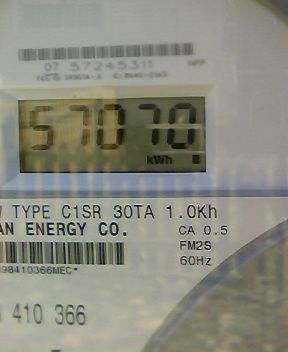 07 57245311
57070
kWh
TYPE C1SR 30TA 1.0Kh
AN ENERGY CO.
CA 0.5
FM2S
60Hz
98410366MEC*
410 366